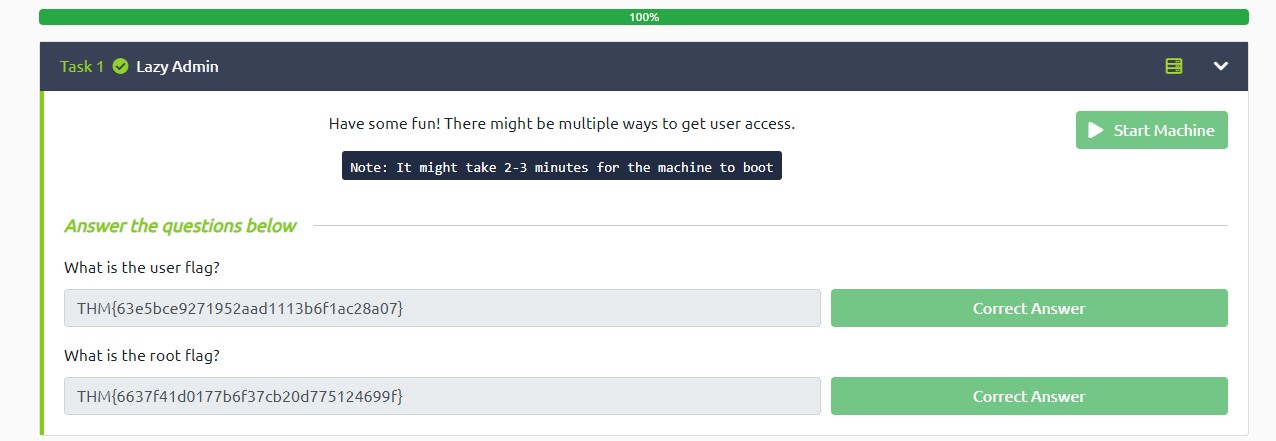 100%
Task 1 Lazy Admin
Have some fun! There might be multiple ways to get user access.
Start Machine
Note: It might take 2-3 minutes for the machine to boot
Answer the questions below
What is the user flag?
THM{63e5bce9271952aad1113b6f1ac28a07}
Correct Answer
What is the root flag?
THM{6637f41d0177b6f37cb20d775124699f}
Correct Answer